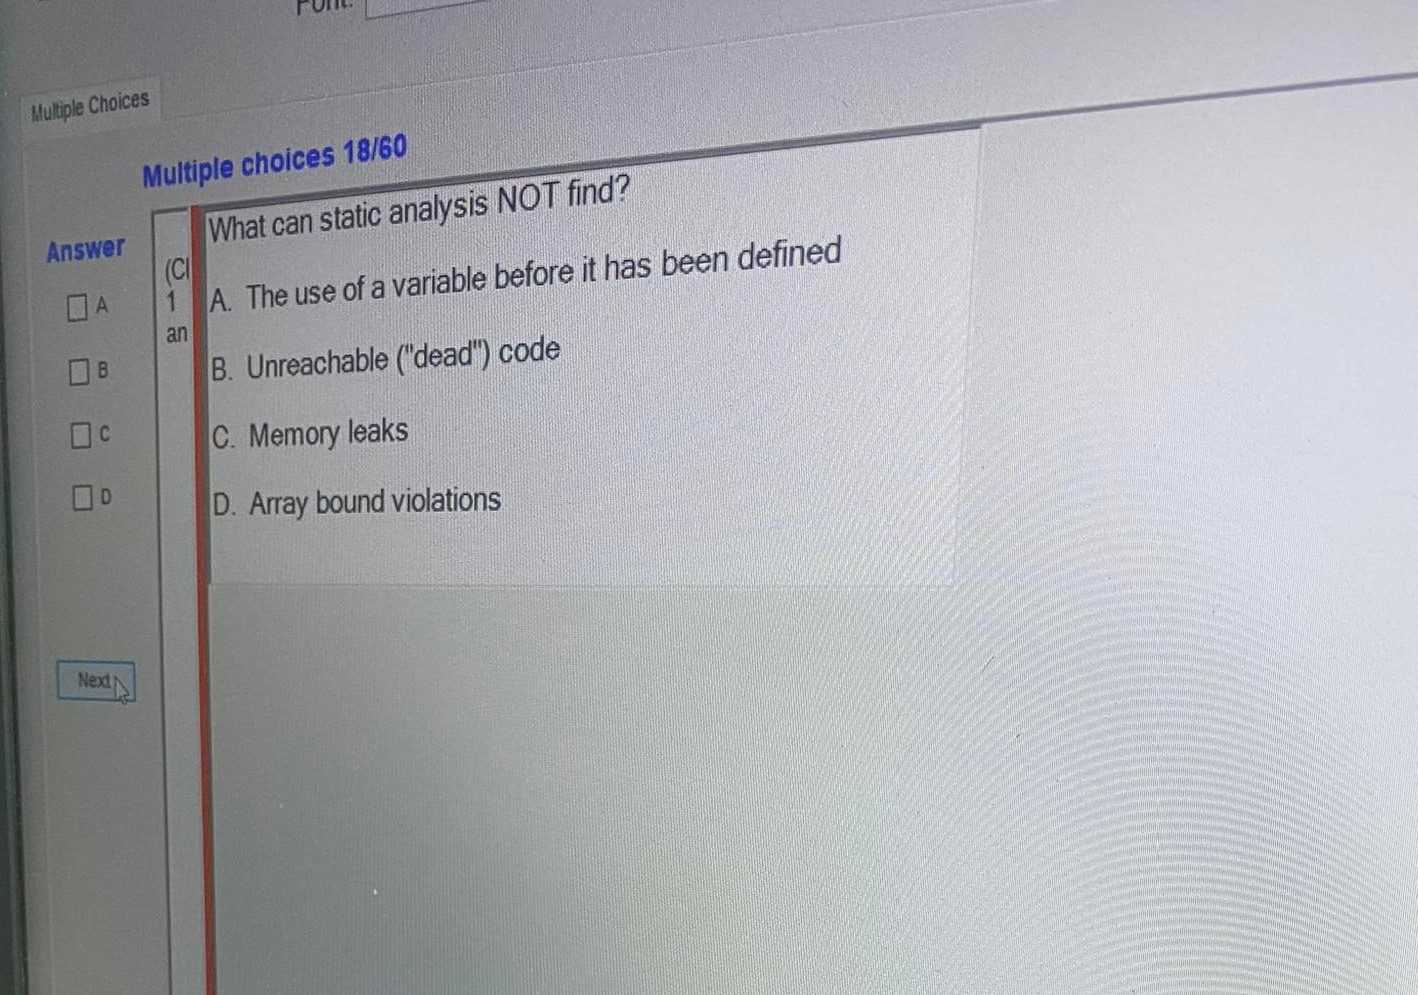 Font:
Multiple Choices
Multiple choices 18/60
Answer
A
B
C
D
Next
(Cl
1
an
What can static analysis NOT find?
A. The use of a variable before it has been defined
B. Unreachable ("dead") code
C. Memory leaks
D. Array bound violations